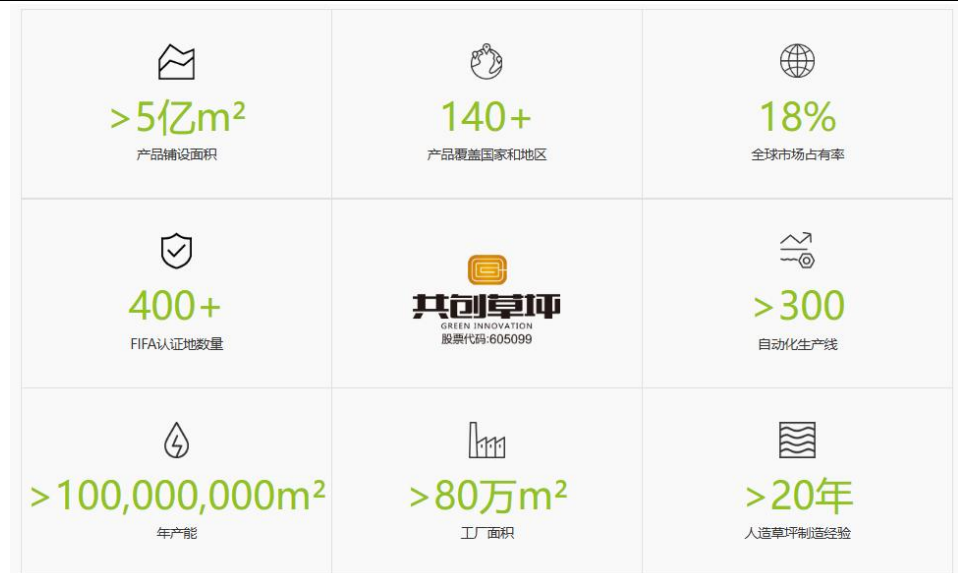 >5亿m²
产品铺设面积
140+
产品覆盖国家和地区
18%
全球市场占有率
400+
FIFA认证地数量
共创草坪
GREEN INNOVATION
股票代码:605099
>300
自动化生产线
>100,000,000m²
年产能
>80万m²
工厂面积
>20年
人造草坪制造经验